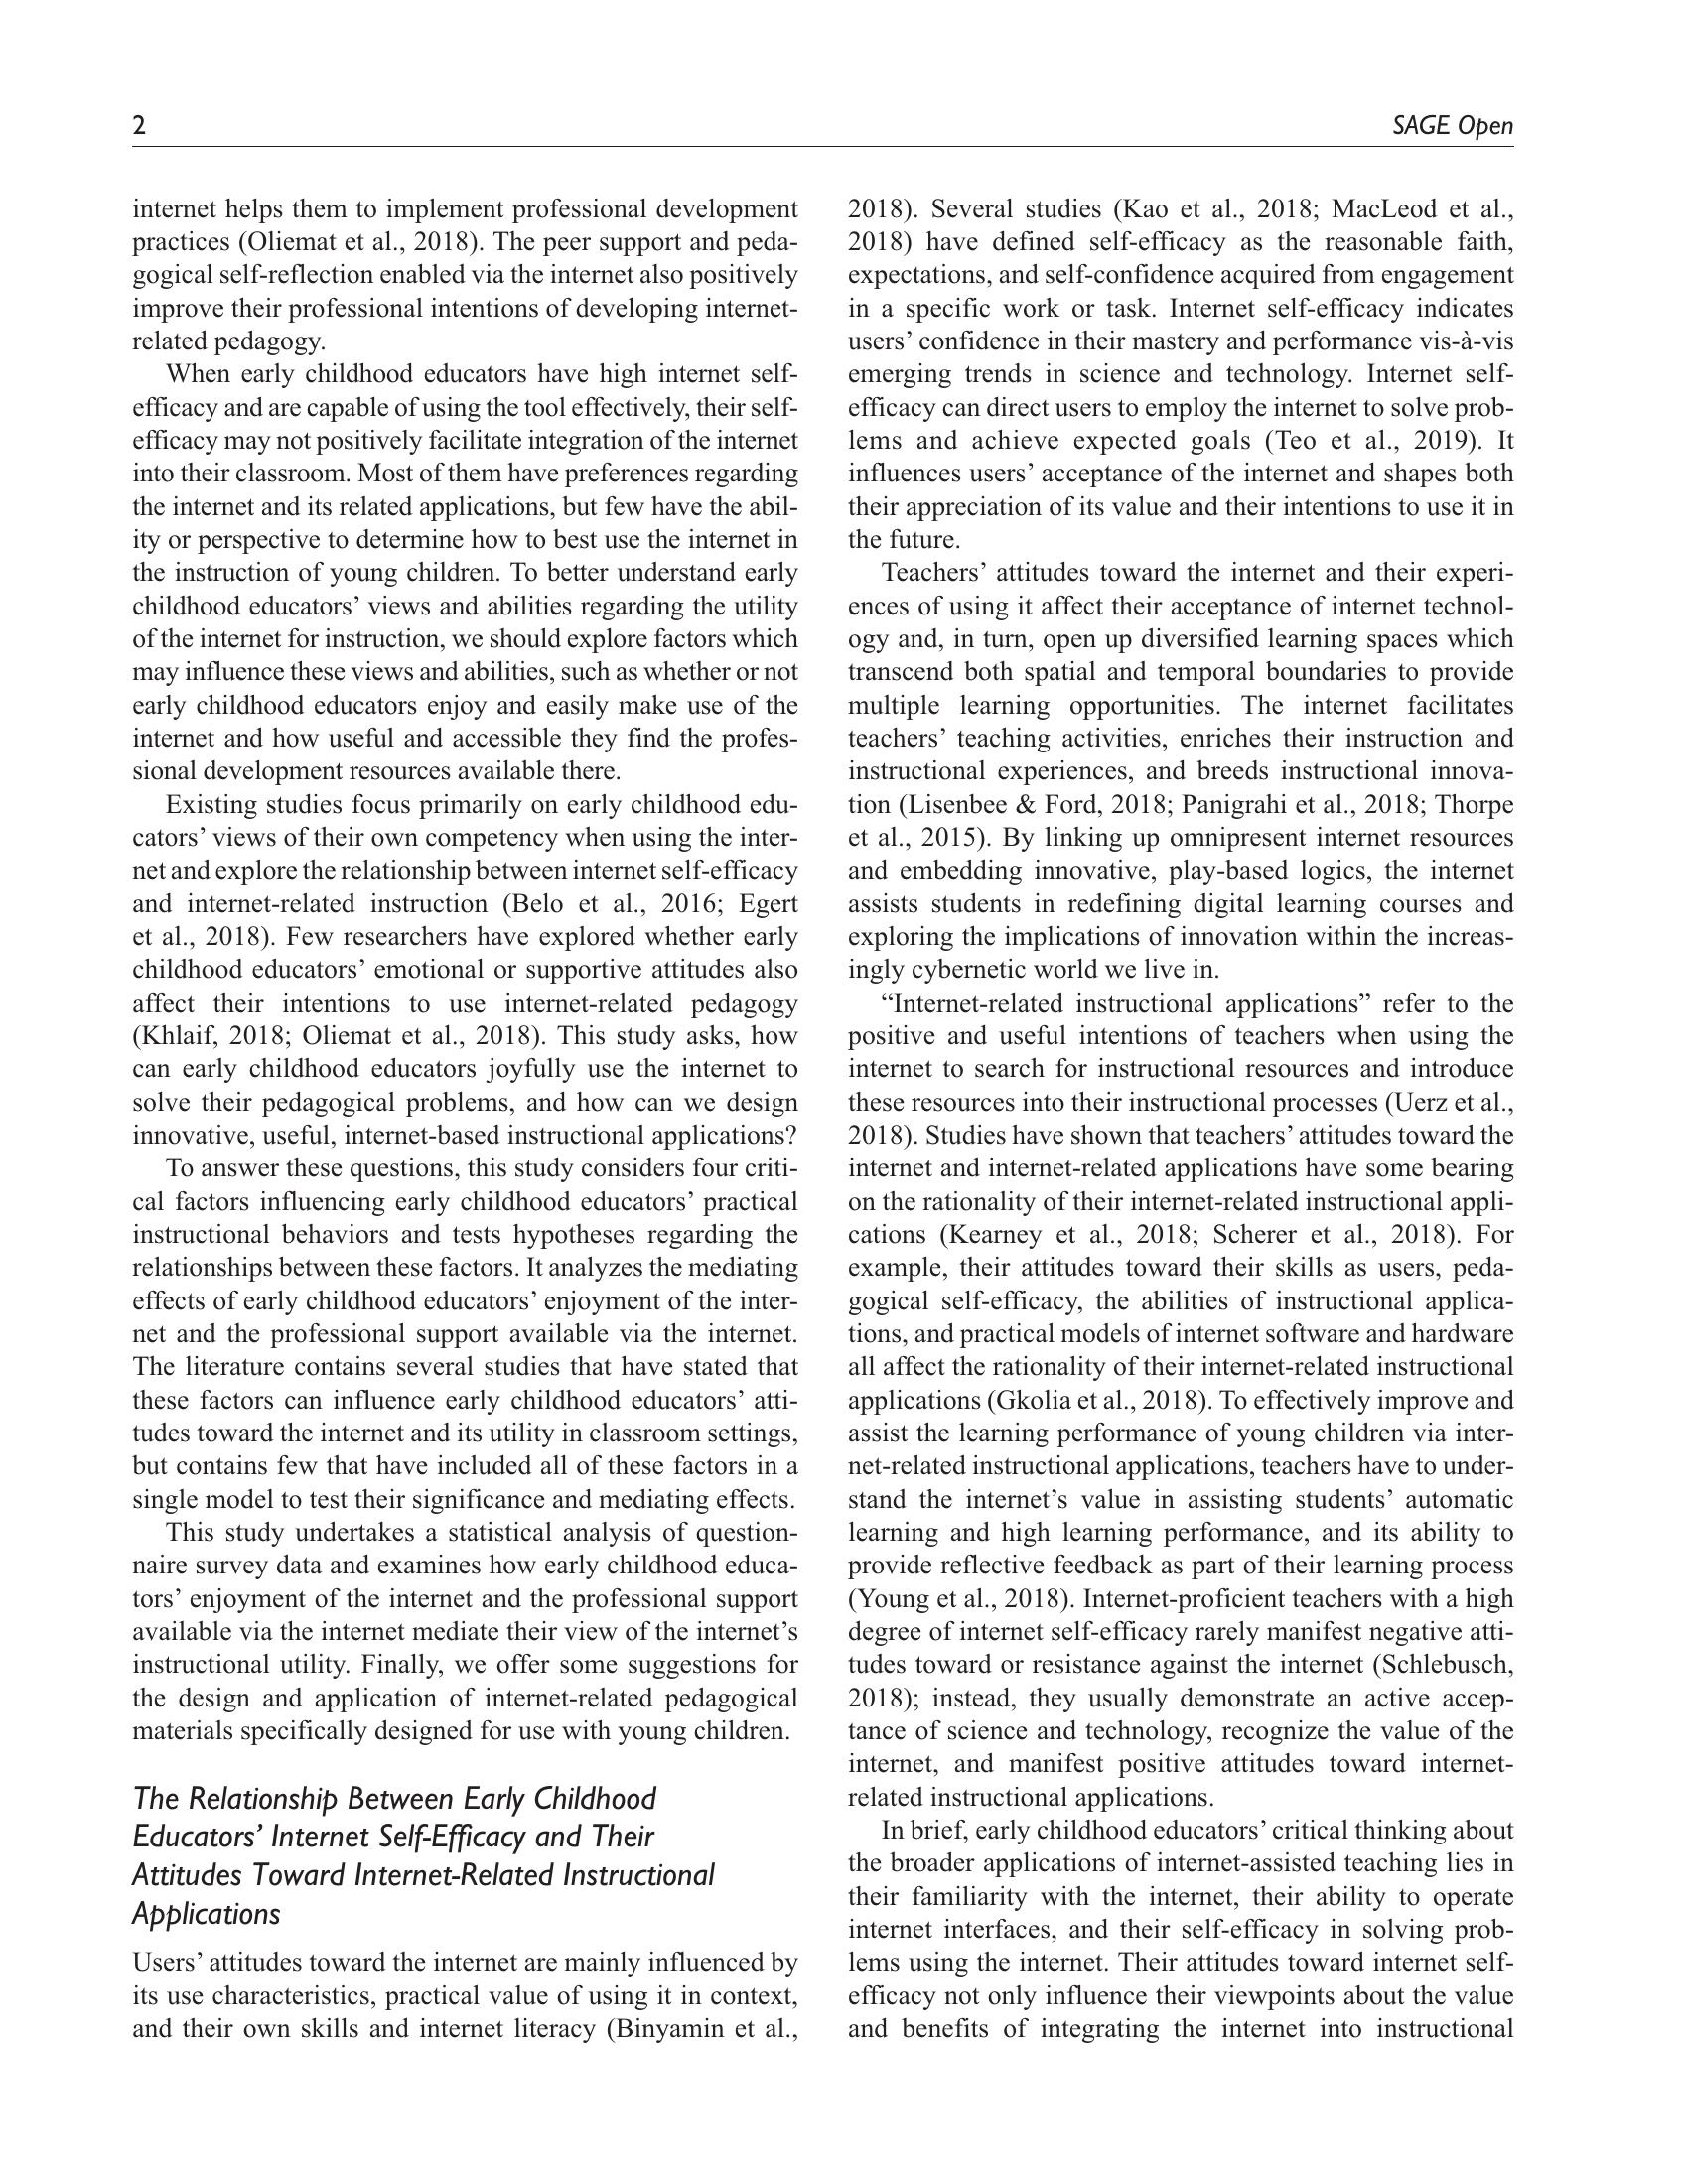 2
SAGE Open
internet helps them to implement professional development
practices (Oliemat et al., 2018). The peer support and peda-
gogical self-reflection enabled via the internet also positively
improve their professional intentions of developing internet-
related pedagogy.
When early childhood educators have high internet self-
efficacy and are capable of using the tool effectively, their self-
efficacy may not positively facilitate integration of the internet
into their classroom. Most of them have preferences regarding
the internet and its related applications, but few have the abil-
ity or perspective to determine how to best use the internet in
the instruction of young children. To better understand early
childhood educators’ views and abilities regarding the utility
of the internet for instruction, we should explore factors which
may influence these views and abilities, such as whether or not
early childhood educators enjoy and easily make use of the
internet and how useful and accessible they find the profes-
sional development resources available there.
Existing studies focus primarily on early childhood edu-
cators’ views of their own competency when using the inter-
net and explore the relationship between internet self-efficacy
and internet-related instruction (Belo et al., 2016; Egert
et al., 2018). Few researchers have explored whether early
childhood educators’ emotional or supportive attitudes also
affect their intentions to use internet-related pedagogy
(Khlaif, 2018; Oliemat et al., 2018). This study asks, how
can early childhood educators joyfully use the internet to
solve their pedagogical problems, and how can we design
innovative, useful, internet-based instructional applications?
To answer these questions, this study considers four criti-
cal factors influencing early childhood educators’ practical
instructional behaviors and tests hypotheses regarding the
relationships between these factors. It analyzes the mediating
effects of early childhood educators’ enjoyment of the inter-
net and the professional support available via the internet.
The literature contains several studies that have stated that
these factors can influence early childhood educators’ atti-
tudes toward the internet and its utility in classroom settings,
but contains few that have included all of these factors in a
single model to test their significance and mediating effects.
This study undertakes a statistical analysis of question-
naire survey data and examines how early childhood educa-
tors’ enjoyment of the internet and the professional support
available via the internet mediate their view of the internet’s
instructional utility. Finally, we offer some suggestions for
the design and application of internet-related pedagogical
materials specifically designed for use with young children.
The Relationship Between Early Childhood
Educators’ Internet Self-Efficacy and Their
Attitudes Toward Internet-Related Instructional
Applications
Users’ attitudes toward the internet are mainly influenced by
its use characteristics, practical value of using it in context,
and their own skills and internet literacy (Binyamin et al.,
2018). Several studies (Kao et al., 2018; MacLeod et al.,
2018) have defined self-efficacy as the reasonable faith,
expectations, and self-confidence acquired from engagement
in a specific work or task. Internet self-efficacy indicates
users’ confidence in their mastery and performance vis-à-vis
emerging trends in science and technology. Internet self-
efficacy can direct users to employ the internet to solve prob-
lems and achieve expected goals (Teo et al., 2019). It
influences users’ acceptance of the internet and shapes both
their appreciation of its value and their intentions to use it in
the future.
Teachers’ attitudes toward the internet and their experi-
ences of using it affect their acceptance of internet technol-
ogy and, in turn, open up diversified learning spaces which
transcend both spatial and temporal boundaries to provide
multiple learning opportunities. The internet facilitates
teachers’ teaching activities, enriches their instruction and
instructional experiences, and breeds instructional innova-
tion (Lisenbee & Ford, 2018; Panigrahi et al., 2018; Thorpe
et al., 2015). By linking up omnipresent internet resources
and embedding innovative, play-based logics, the internet
assists students in redefining digital learning courses and
exploring the implications of innovation within the increas-
ingly cybernetic world we live in.
“Internet-related instructional applications” refer to the
positive and useful intentions of teachers when using the
internet to search for instructional resources and introduce
these resources into their instructional processes (Uerz et al.,
2018). Studies have shown that teachers’ attitudes toward the
internet and internet-related applications have some bearing
on the rationality of their internet-related instructional appli-
cations (Kearney et al., 2018; Scherer et al., 2018). For
example, their attitudes toward their skills as users, peda-
gogical self-efficacy, the abilities of instructional applica-
tions, and practical models of internet software and hardware
all affect the rationality of their internet-related instructional
applications (Gkolia et al., 2018). To effectively improve and
assist the learning performance of young children via inter-
net-related instructional applications, teachers have to under-
stand the internet’s value in assisting students’ automatic
learning and high learning performance, and its ability to
provide reflective feedback as part of their learning process
(Young et al., 2018). Internet-proficient teachers with a high
degree of internet self-efficacy rarely manifest negative atti-
tudes toward or resistance against the internet (Schlebusch,
2018); instead, they usually demonstrate an active accep-
tance of science and technology, recognize the value of the
internet, and manifest positive attitudes toward internet-
related instructional applications.
In brief, early childhood educators’ critical thinking about
the broader applications of internet-assisted teaching lies in
their familiarity with the internet, their ability to operate
internet interfaces, and their self-efficacy in solving prob-
lems using the internet. Their attitudes toward internet self-
efficacy not only influence their viewpoints about the value
and benefits of integrating the internet into instructional